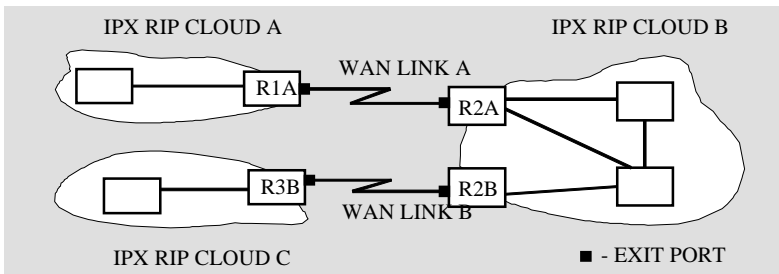 IPX RIP CLOUD A
IPX RIP CLOUD B
WAN LINK A
R1A
R2A
R3B
R2B
WAN LINK B
IPX RIP CLOUD C
■ - EXIT PORT